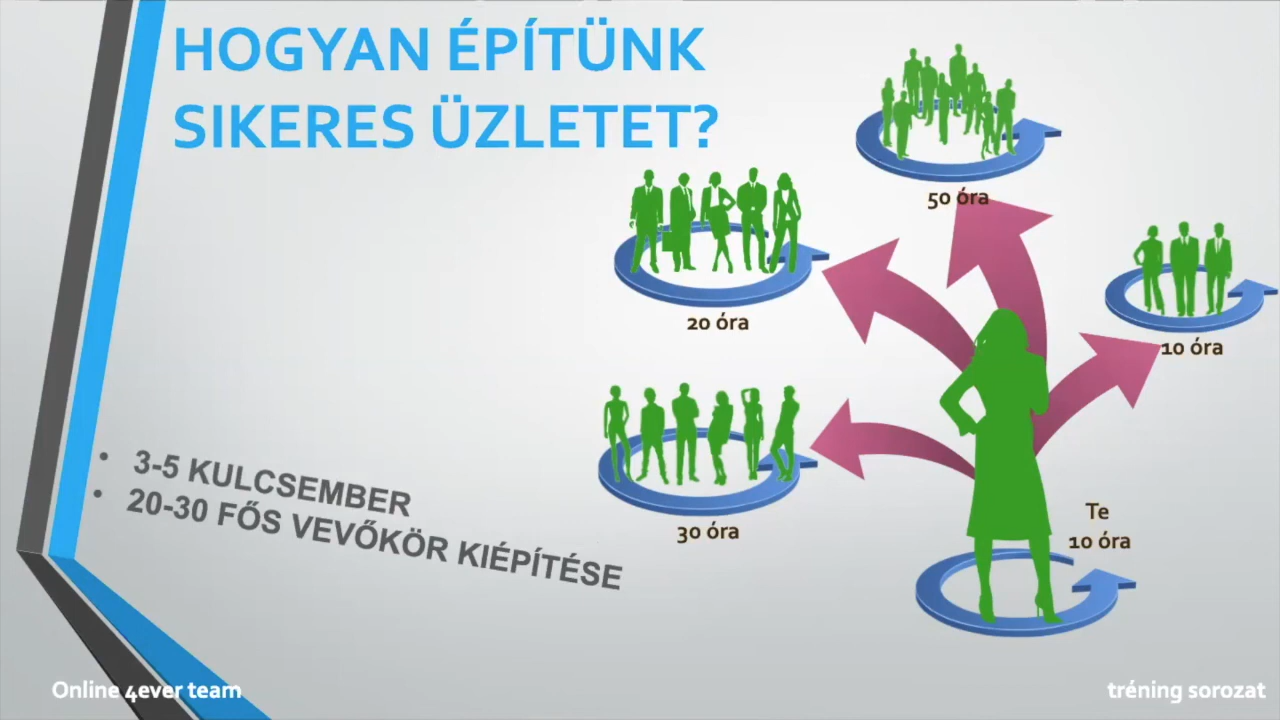 HOGYAN ÉPÍTÜNK
SIKERES ÜZLETET?
50 óra
20 óra
10 óra
30 óra
Te
10 óra
• 3-5 KULCSEMBER
• 20-30 FŐS VEVŐKÖR KIÉPÍTÉSE
Online 4ever team
tréning sorozat